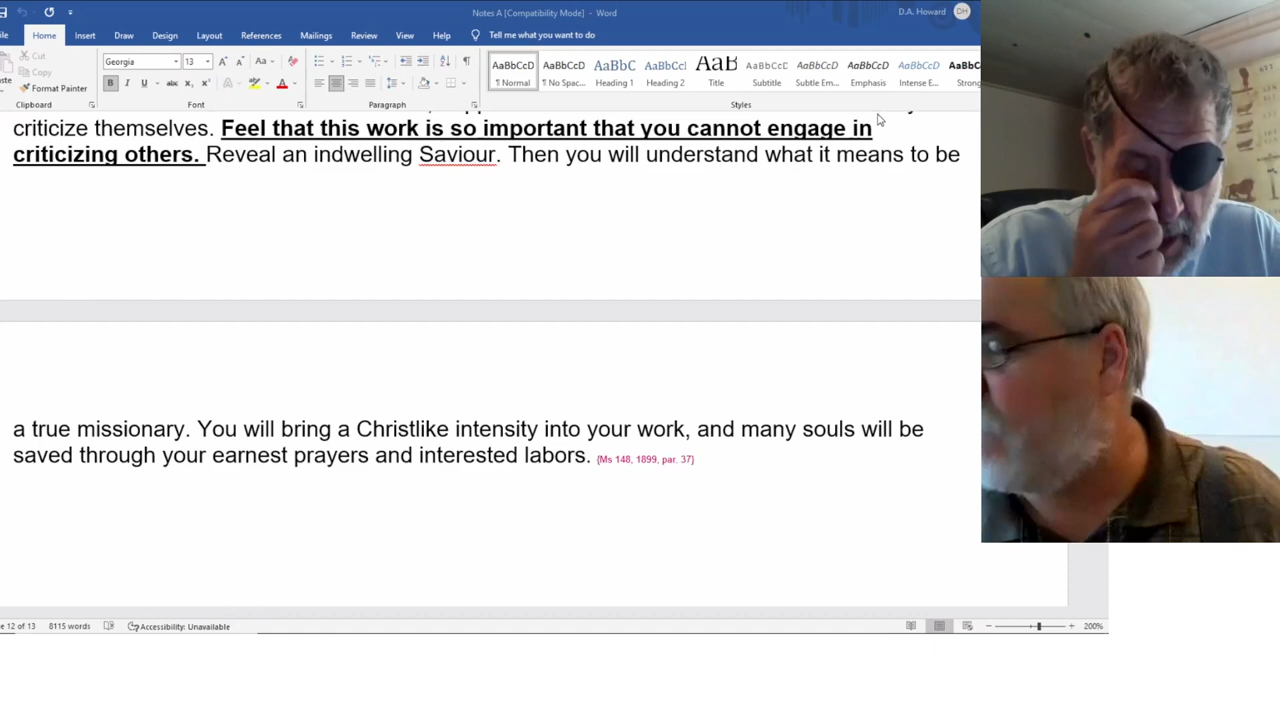 Notes A [Compatibility Mode] - Word
D.A. Howard
DH
Home Insert Draw Design Layout References Mailings Review View Help Tell me what you want to do
Cut
Copy
Format Painter
Georgia 13
AaBbCcD AaBbCcD AaBbC AaBbCcI AaB AaBbCcD AaBbCcD AaBbCcD AaBbCcD AaBbCc
¶ Normal ¶ No Spac... Heading 1 Heading 2 Title Subtitle Subtle Em... Emphasis Intense E... Stron
Clipboard Font Paragraph Styles
criticize themselves. Feel that this work is so important that you cannot engage in
criticizing others. Reveal an indwelling Saviour. Then you will understand what it means to be
a true missionary. You will bring a Christlike intensity into your work, and many souls will be
saved through your earnest prayers and interested labors. {Ms 148, 1899, par. 37}
12 of 13 8115 words Accessibility: Unavailable 200%